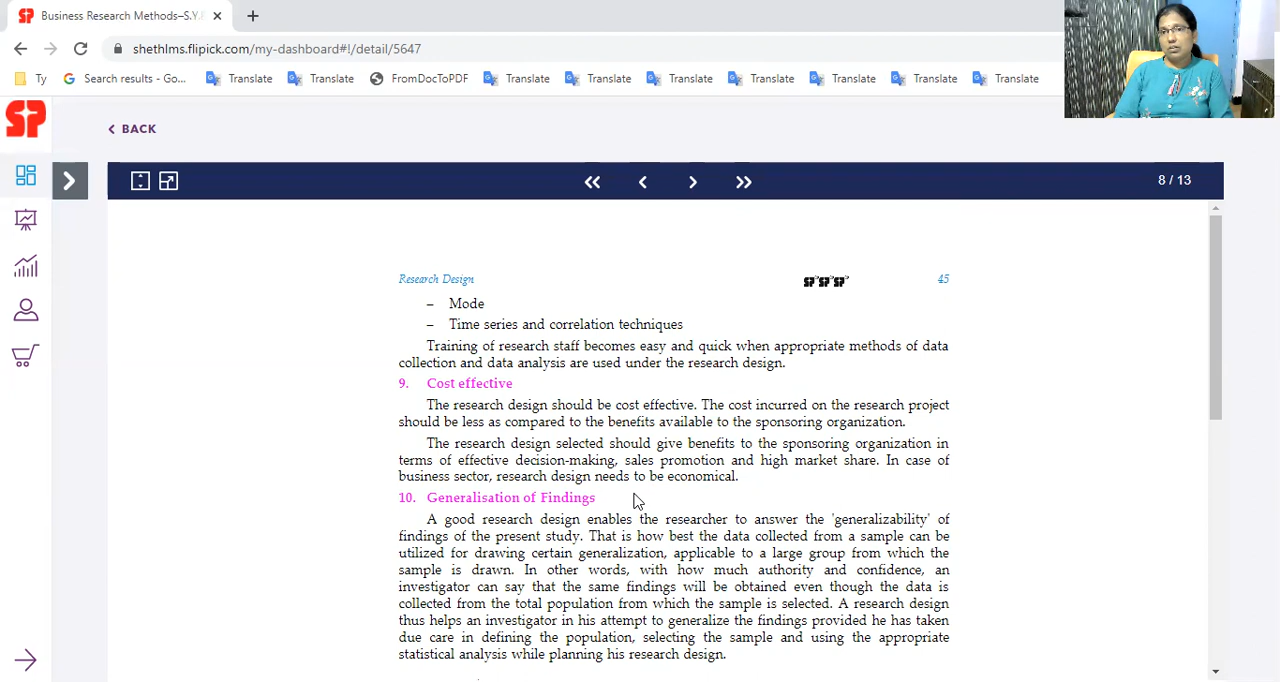 Business Research Methods–S.Y.
shethlms.flipick.com/my-dashboard#!/detail/5647
Ty
Search results - Go...
Translate
Translate
FromDocToPDF
Translate
Translate
Translate
Translate
Translate
Translate
Translate
SP
BACK
8 / 13
Research Design
45
– Mode
– Time series and correlation techniques
Training of research staff becomes easy and quick when appropriate methods of data
collection and data analysis are used under the research design.
9. Cost effective
The research design should be cost effective. The cost incurred on the research project
should be less as compared to the benefits available to the sponsoring organization.
The research design selected should give benefits to the sponsoring organization in
terms of effective decision-making, sales promotion and high market share. In case of
business sector, research design needs to be economical.
10. Generalisation of Findings
A good research design enables the researcher to answer the 'generalizability' of
findings of the present study. That is how best the data collected from a sample can be
utilized for drawing certain generalization, applicable to a large group from which the
sample is drawn. In other words, with how much authority and confidence, an
investigator can say that the same findings will be obtained even though the data is
collected from the total population from which the sample is selected. A research design
thus helps an investigator in his attempt to generalize the findings provided he has taken
due care in defining the population, selecting the sample and using the appropriate
statistical analysis while planning his research design.